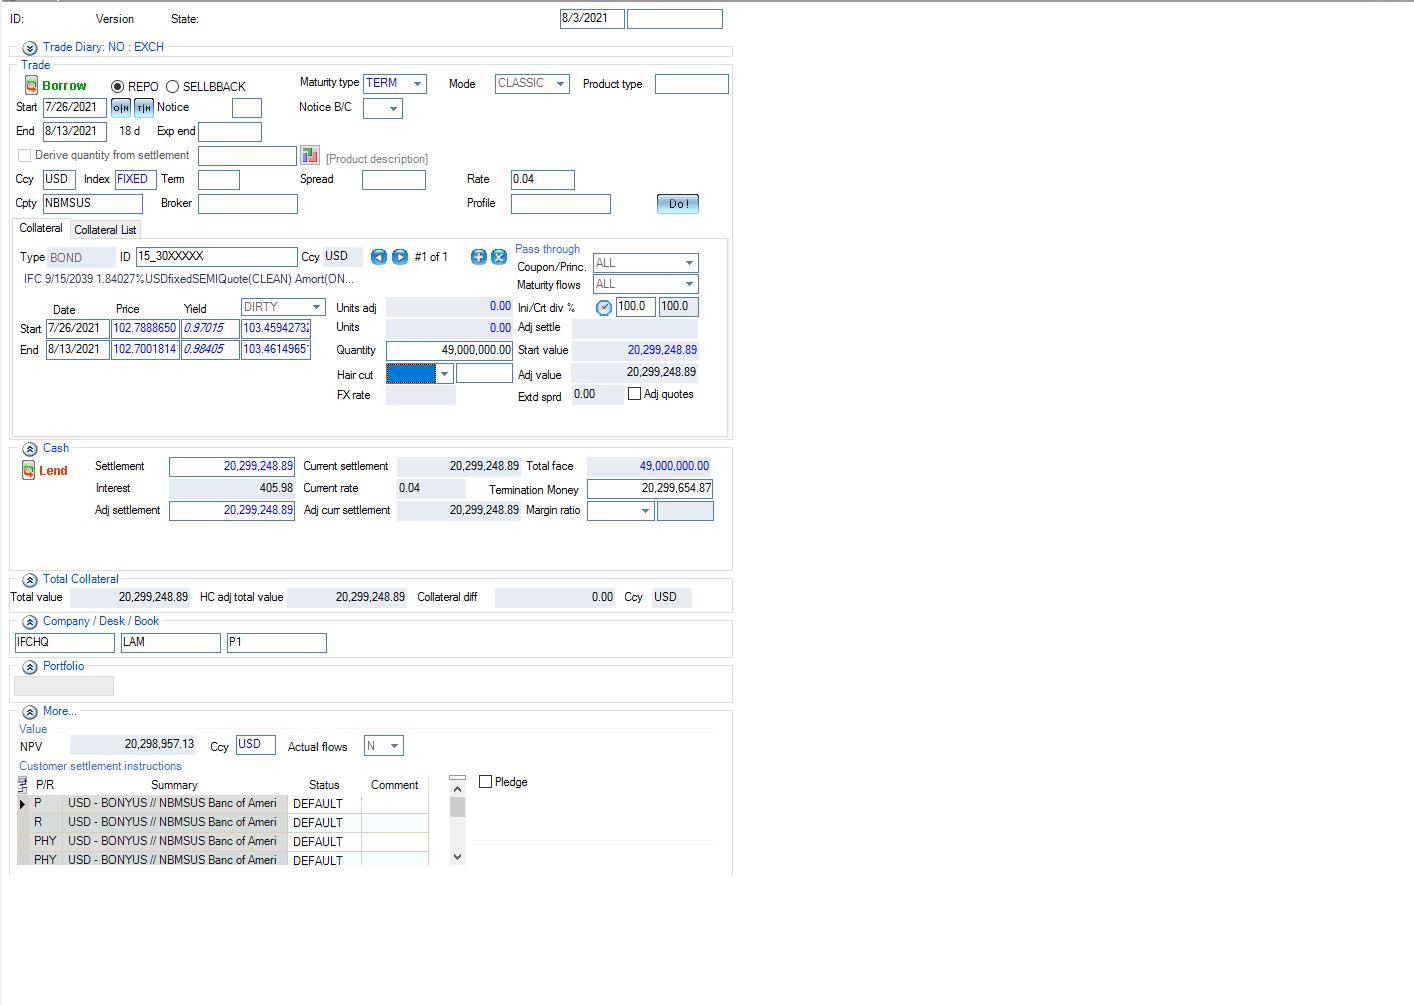 ID: Version State: 8/3/2021
Trade Diary: NO : EXCH
Trade
Borrow REPO SELLBBACK Maturity type TERM Mode CLASSIC Product type
Start 7/26/2021 O|N T|N Notice Notice B/C
End 8/13/2021 18 d Exp end
Derive quantity from settlement [Product description]
Ccy USD Index FIXED Term Spread Rate 0.04
Cpty NBMSUS Broker Profile Do!
Collateral Collateral List
Type BOND ID 15_30XXXXX Ccy USD #1 of 1 Pass through
Coupon/Princ. ALL
IFC 9/15/2039 1.84027%USDfixedSEMIQuote(CLEAN) Amort(ON... Maturity flows ALL
Date Price Yield DIRTY Units adj 0.00 Ini/Crt div % 100.0 100.0
Start 7/26/2021 102.7888650 0.97015 103.4594273 Units 0.00 Adj settle
End 8/13/2021 102.7001814 0.98405 103.4614965 Quantity 49,000,000.00 Start value 20,299,248.89
Hair cut Adj value 20,299,248.89
FX rate Extd sprd 0.00 Adj quotes
Cash
Lend Settlement 20,299,248.89 Current settlement 20,299,248.89 Total face 49,000,000.00
Interest 405.98 Current rate 0.04 Termination Money 20,299,654.87
Adj settlement 20,299,248.89 Adj curr settlement 20,299,248.89 Margin ratio
Total Collateral
Total value 20,299,248.89 HC adj total value 20,299,248.89 Collateral diff 0.00 Ccy USD
Company / Desk / Book
IFCHQ LAM P1
Portfolio
More...
Value
NPV 20,298,957.13 Ccy USD Actual flows N
Customer settlement instructions
P/R Summary Status Comment Pledge
P USD - BONYUS // NBMSUS Banc of Ameri DEFAULT
R USD - BONYUS // NBMSUS Banc of Ameri DEFAULT
PHY USD - BONYUS // NBMSUS Banc of Ameri DEFAULT
PHY USD - BONYUS // NBMSUS Banc of Ameri DEFAULT